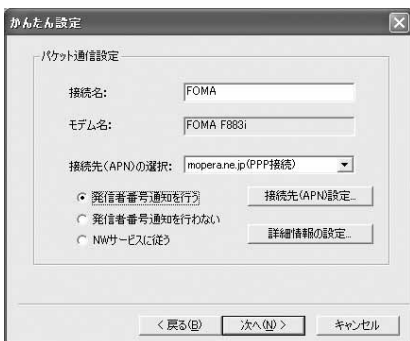 かんたん設定
パケット通信設定
接続名: FOMA
モデム名: FOMA F883i
接続先(APN)の選択: mopera.ne.jp(PPP接続)
発信者番号通知を行う 接続先(APN)設定...
発信者番号通知を行わない
NWサービスに従う 詳細情報の設定...
< 戻る(B) 次へ(N) > キャンセル